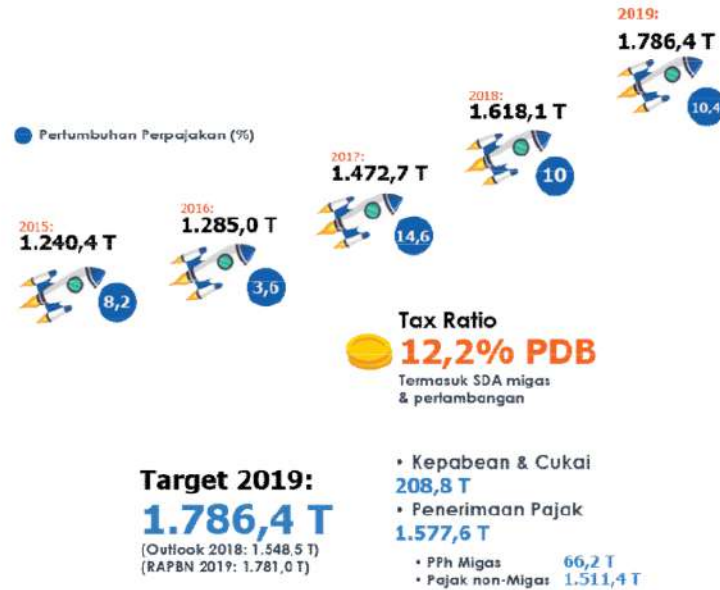 2019:
1.786,4 T
10,4
2018:
1.618,1 T
10
Pertumbuhan Perpajakan (%)
2017:
1.472,7 T
14,6
2016:
1.285,0 T
3,6
2015:
1.240,4 T
8,2
Tax Ratio
12,2% PDB
Termasuk SDA migas
& pertambangan
Target 2019:
1.786,4 T
(Outlook 2018: 1.548,5 T)
(RAPBN 2019: 1.781,0 T)
• Kepabean & Cukai
208,8 T
• Penerimaan Pajak
1.577,6 T
• PPh Migas 66,2 T
• Pajak non-Migas 1.511,4 T